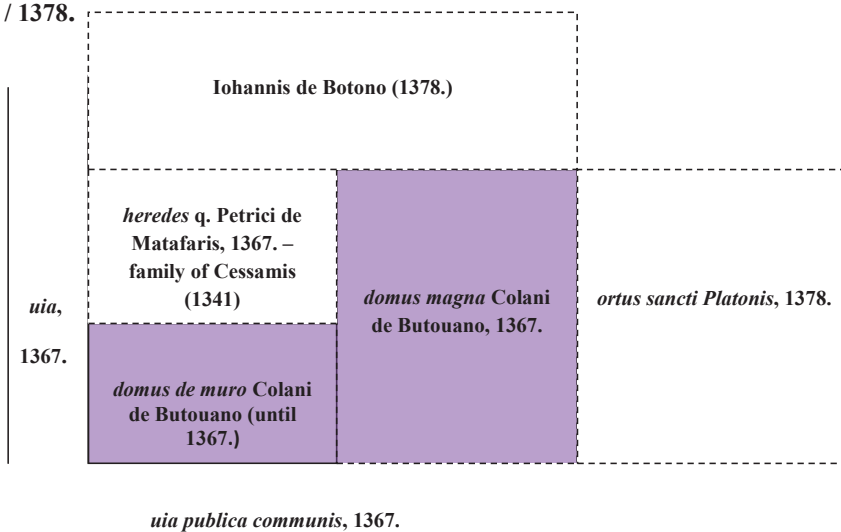 / 1378.
Iohannis de Botono (1378.)
heredes q. Petrici de
Matafaris, 1367. –
family of Cessamis
(1341)
domus magna Colani
de Butouano, 1367.
ortus sancti Platonis, 1378.
uia,
1367.
domus de muro Colani
de Butouano (until
1367.)
uia publica communis, 1367.